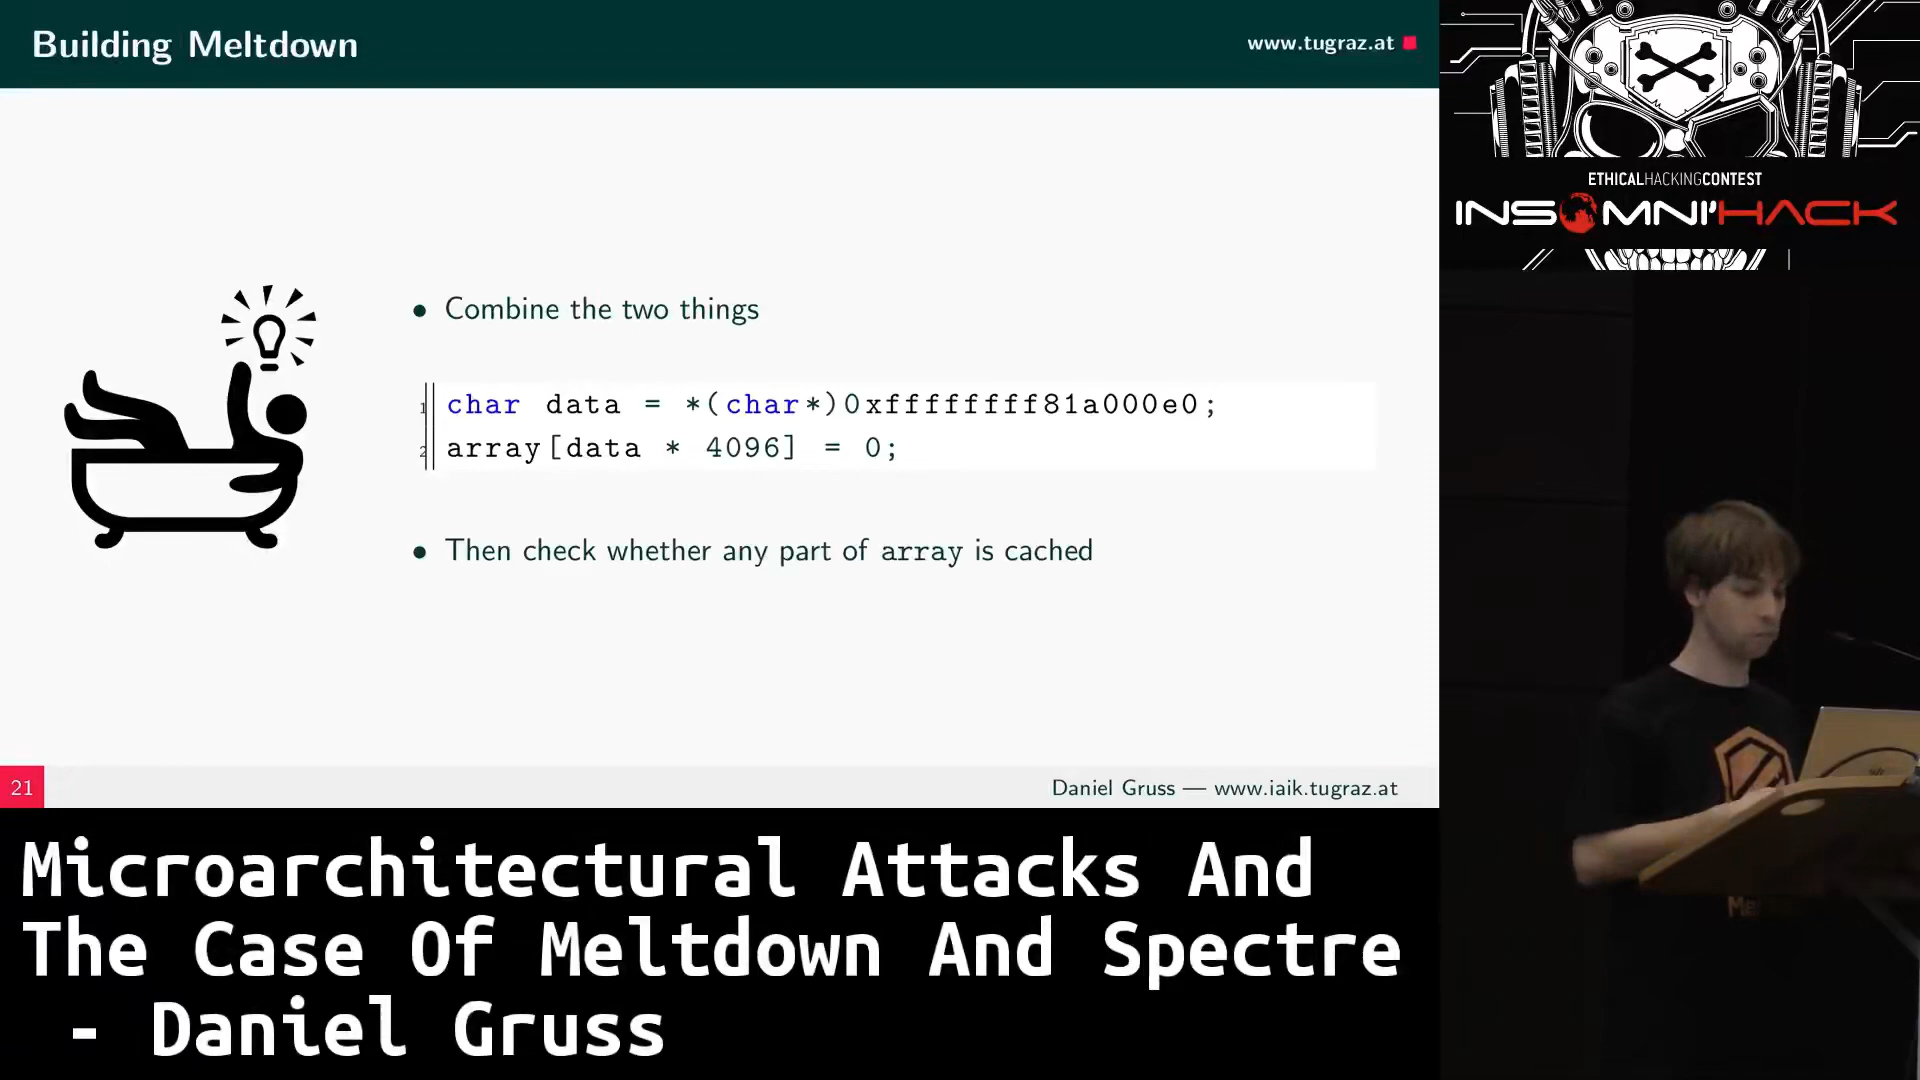 Building Meltdown
www.tugraz.at
• Combine the two things
1 char data = *(char*)0xffffffff81a000e0;
2 array[data * 4096] = 0;
• Then check whether any part of array is cached
21
Daniel Gruss — www.iaik.tugraz.at
ETHICALHACKINGCONTEST
INSOMNI'HACK
Microarchitectural Attacks And
The Case Of Meltdown And Spectre
- Daniel Gruss